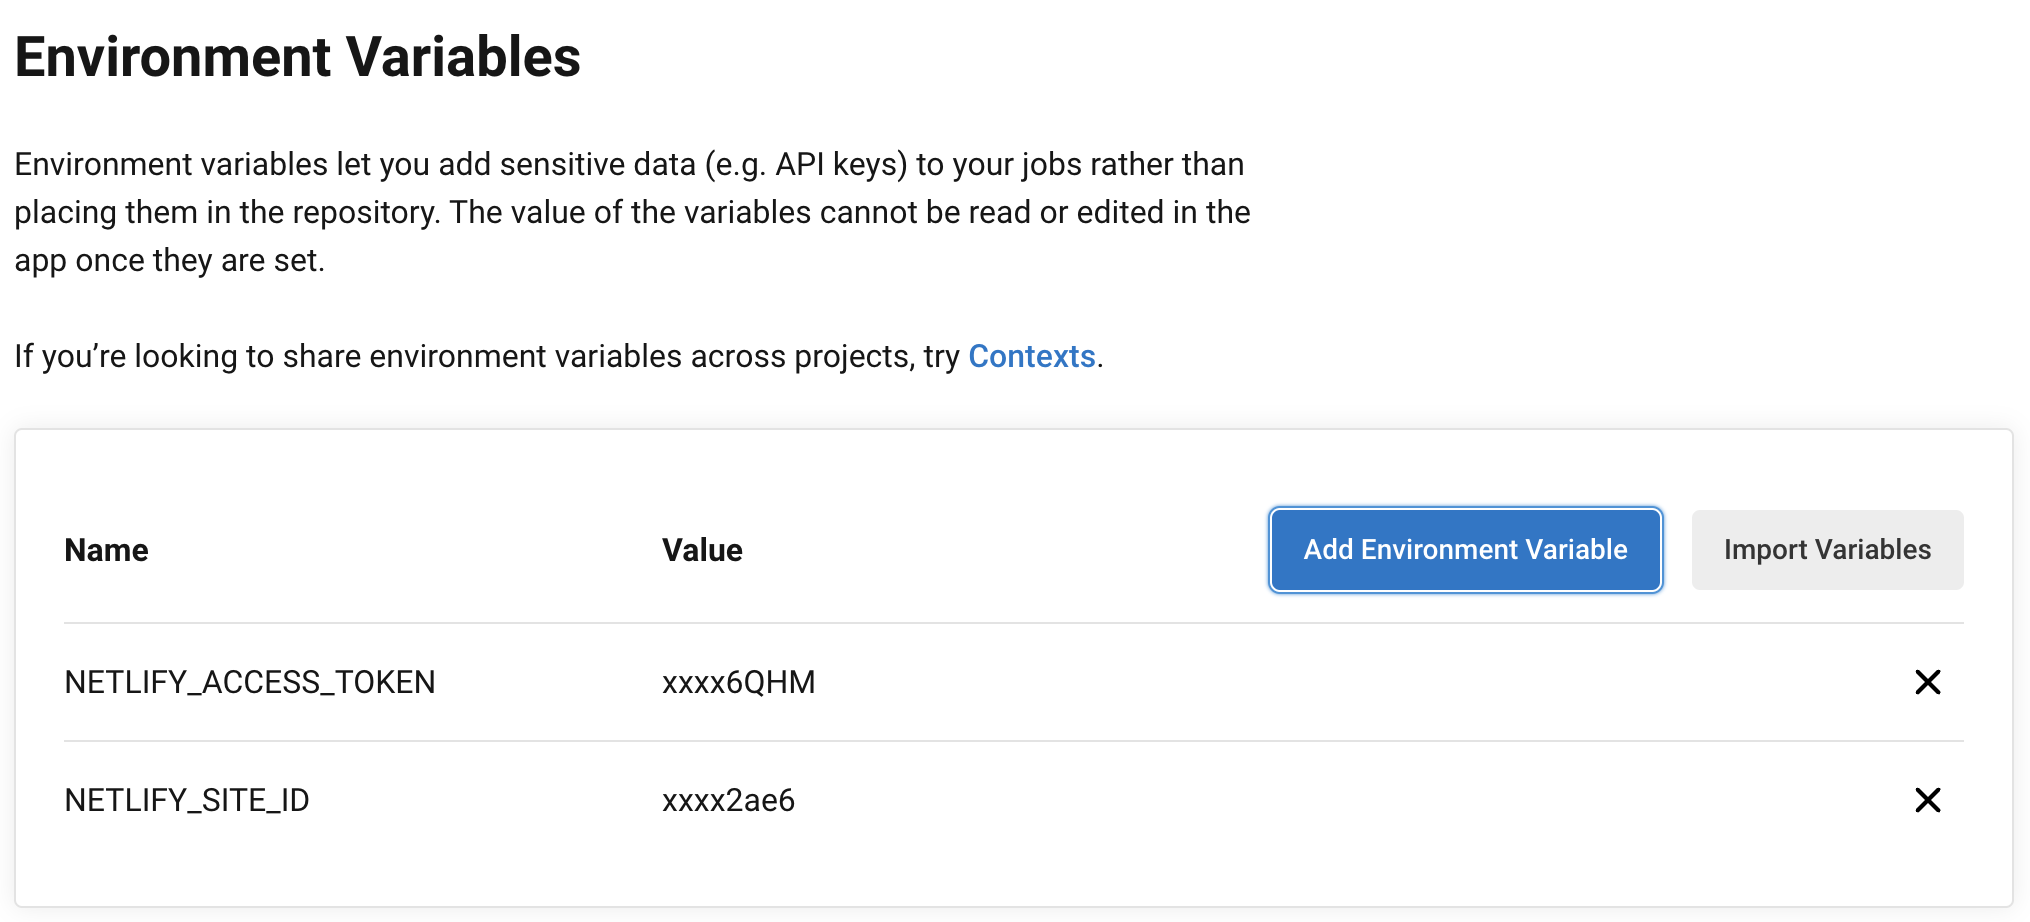 Environment Variables
Environment variables let you add sensitive data (e.g. API keys) to your jobs rather than
placing them in the repository. The value of the variables cannot be read or edited in the
app once they are set.
If you’re looking to share environment variables across projects, try Contexts.
Name Value Add Environment Variable Import Variables
NETLIFY_ACCESS_TOKEN xxxx6QHM
NETLIFY_SITE_ID xxxx2ae6